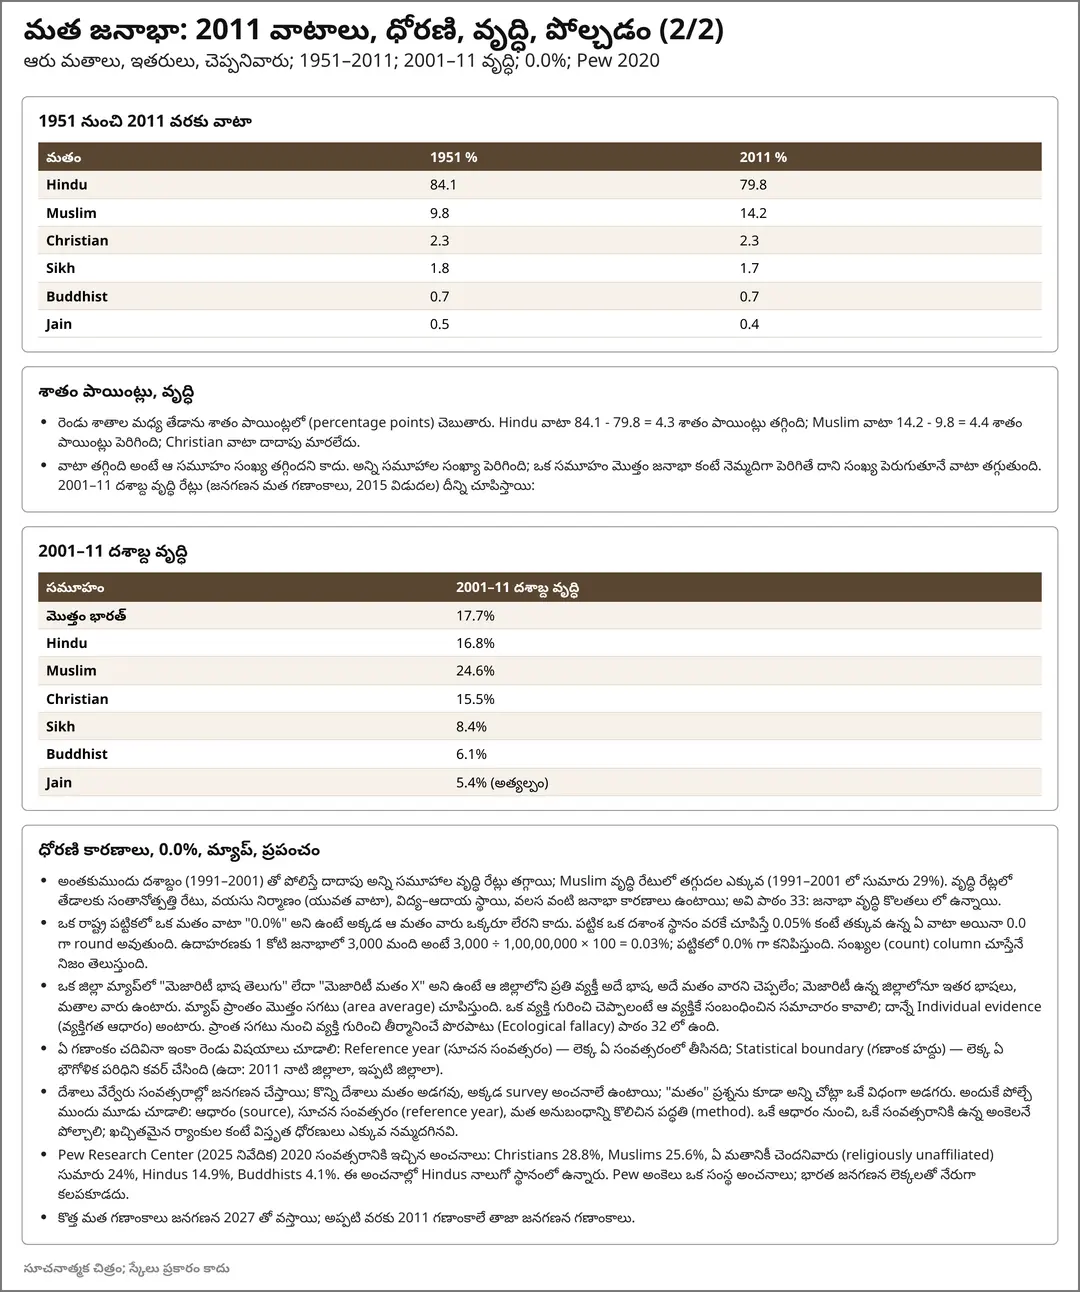 మత జనాభా: 2011 వాటాలు, ధోరణి, వృద్ధి, పోల్చడం (2/2)
ఆరు మతాలు, ఇతరులు, చెప్పనివారు; 1951–2011; 2001–11 వృద్ధి; 0.0%; Pew 2020
1951 నుంచి 2011 వరకు వాటా
మతం 1951 % 2011 %
Hindu 84.1 79.8
Muslim 9.8 14.2
Christian 2.3 2.3
Sikh 1.8 1.7
Buddhist 0.7 0.7
Jain 0.5 0.4
శాతం పాయింట్లు, వృద్ధి
• రెండు శాతాల మధ్య తేడాను శాతం పాయింట్లలో (percentage points) చెబుతారు. Hindu వాటా 84.1 - 79.8 = 4.3 శాతం పాయింట్లు తగ్గింది; Muslim వాటా 14.2 - 9.8 = 4.4 శాతం
పాయింట్లు పెరిగింది; Christian వాటా దాదాపు మారలేదు.
• వాటా తగ్గింది అంటే ఆ సమూహం సంఖ్య తగ్గిందని కాదు. అన్ని సమూహాల సంఖ్యా పెరిగింది; ఒక సమూహం మొత్తం జనాభా కంటే నెమ్మదిగా పెరిగితే దాని సంఖ్య పెరుగుతూనే వాటా తగ్గుతుంది.
2001–11 దశాబ్ద వృద్ధి రేట్లు (జనగణన మత గణాంకాలు, 2015 విడుదల) దీన్ని చూపిస్తాయి:
2001–11 దశాబ్ద వృద్ధి
సమూహం 2001–11 దశాబ్ద వృద్ధి
మొత్తం భారత్ 17.7%
Hindu 16.8%
Muslim 24.6%
Christian 15.5%
Sikh 8.4%
Buddhist 6.1%
Jain 5.4% (అత్యల్పం)
ధోరణి కారణాలు, 0.0%, మ్యాప్, ప్రపంచం
• అంతకుముందు దశాబ్దం (1991–2001) తో పోలిస్తే దాదాపు అన్ని సమూహాల వృద్ధి రేట్లు తగ్గాయి; Muslim వృద్ధి రేటులో తగ్గుదల ఎక్కువ (1991–2001 లో సుమారు 29%). వృద్ధి రేట్లలో
తేడాలకు సంతానోత్పత్తి రేటు, వయసు నిర్మాణం (యువత వాటా), విద్య–ఆదాయ స్థాయి, వలస వంటి జనాభా కారణాలు ఉంటాయి; అవి పాఠం 33: జనాభా వృద్ధి కొలతలు లో ఉన్నాయి.
• ఒక రాష్ట్ర పట్టికలో ఒక మతం వాటా "0.0%" అని ఉంటే అక్కడ ఆ మతం వారు ఒక్కరూ లేరని కాదు. పట్టిక ఒక దశాంశ స్థానం వరకే చూపిస్తే 0.05% కంటే తక్కువ ఉన్న ఏ వాటా అయినా 0.0
గా round అవుతుంది. ఉదాహరణకు 1 కోటి జనాభాలో 3,000 మంది అంటే 3,000 ÷ 1,00,00,000 × 100 = 0.03%; పట్టికలో 0.0% గా కనిపిస్తుంది. సంఖ్యల (count) column చూస్తేనే
నిజం తెలుస్తుంది.
• ఒక జిల్లా మ్యాప్‌లో "మెజారిటీ భాష తెలుగు" లేదా "మెజారిటీ మతం X" అని ఉంటే ఆ జిల్లాలోని ప్రతి వ్యక్తీ అదే భాష, అదే మతం వారని చెప్పలేం; మెజారిటీ ఉన్న జిల్లాలోనూ ఇతర భాషలు,
మతాల వారు ఉంటారు. మ్యాప్ ప్రాంతం మొత్తం సగటు (area average) చూపిస్తుంది. ఒక వ్యక్తి గురించి చెప్పాలంటే ఆ వ్యక్తికే సంబంధించిన సమాచారం కావాలి; దాన్నే Individual evidence
(వ్యక్తిగత ఆధారం) అంటారు. ప్రాంత సగటు నుంచి వ్యక్తి గురించి తీర్మానించే పొరపాటు (Ecological fallacy) పాఠం 32 లో ఉంది.
• ఏ గణాంకం చదివినా ఇంకా రెండు విషయాలు చూడాలి: Reference year (సూచన సంవత్సరం) — లెక్క ఏ సంవత్సరంలో తీసినది; Statistical boundary (గణాంక హద్దు) — లెక్క ఏ
భౌగోళిక పరిధిని కవర్ చేసింది (ఉదా: 2011 నాటి జిల్లాలా, ఇప్పటి జిల్లాలా).
• దేశాలు వేర్వేరు సంవత్సరాల్లో జనగణన చేస్తాయి; కొన్ని దేశాలు మతం అడగవు, అక్కడ survey అంచనాలే ఉంటాయి; "మతం" ప్రశ్నను కూడా అన్ని చోట్లా ఒకే విధంగా అడగరు. అందుకే పోల్చే
ముందు మూడు చూడాలి: ఆధారం (source), సూచన సంవత్సరం (reference year), మత అనుబంధాన్ని కొలిచిన పద్ధతి (method). ఒకే ఆధారం నుంచి, ఒకే సంవత్సరానికి ఉన్న అంకెలనే
పోల్చాలి; ఖచ్చితమైన ర్యాంకుల కంటే విస్తృత ధోరణులు ఎక్కువ నమ్మదగినవి.
• Pew Research Center (2025 నివేదిక) 2020 సంవత్సరానికి ఇచ్చిన అంచనాలు: Christians 28.8%, Muslims 25.6%, ఏ మతానికీ చెందనివారు (religiously unaffiliated)
సుమారు 24%, Hindus 14.9%, Buddhists 4.1%. ఈ అంచనాల్లో Hindus నాలుగో స్థానంలో ఉన్నారు. Pew అంకెలు ఒక సంస్థ అంచనాలు; భారత జనగణన లెక్కలతో నేరుగా
కలపకూడదు.
• కొత్త మత గణాంకాలు జనగణన 2027 తో వస్తాయి; అప్పటి వరకు 2011 గణాంకాలే తాజా జనగణన గణాంకాలు.
సూచనాత్మక చిత్రం; స్కేలు ప్రకారం కాదు